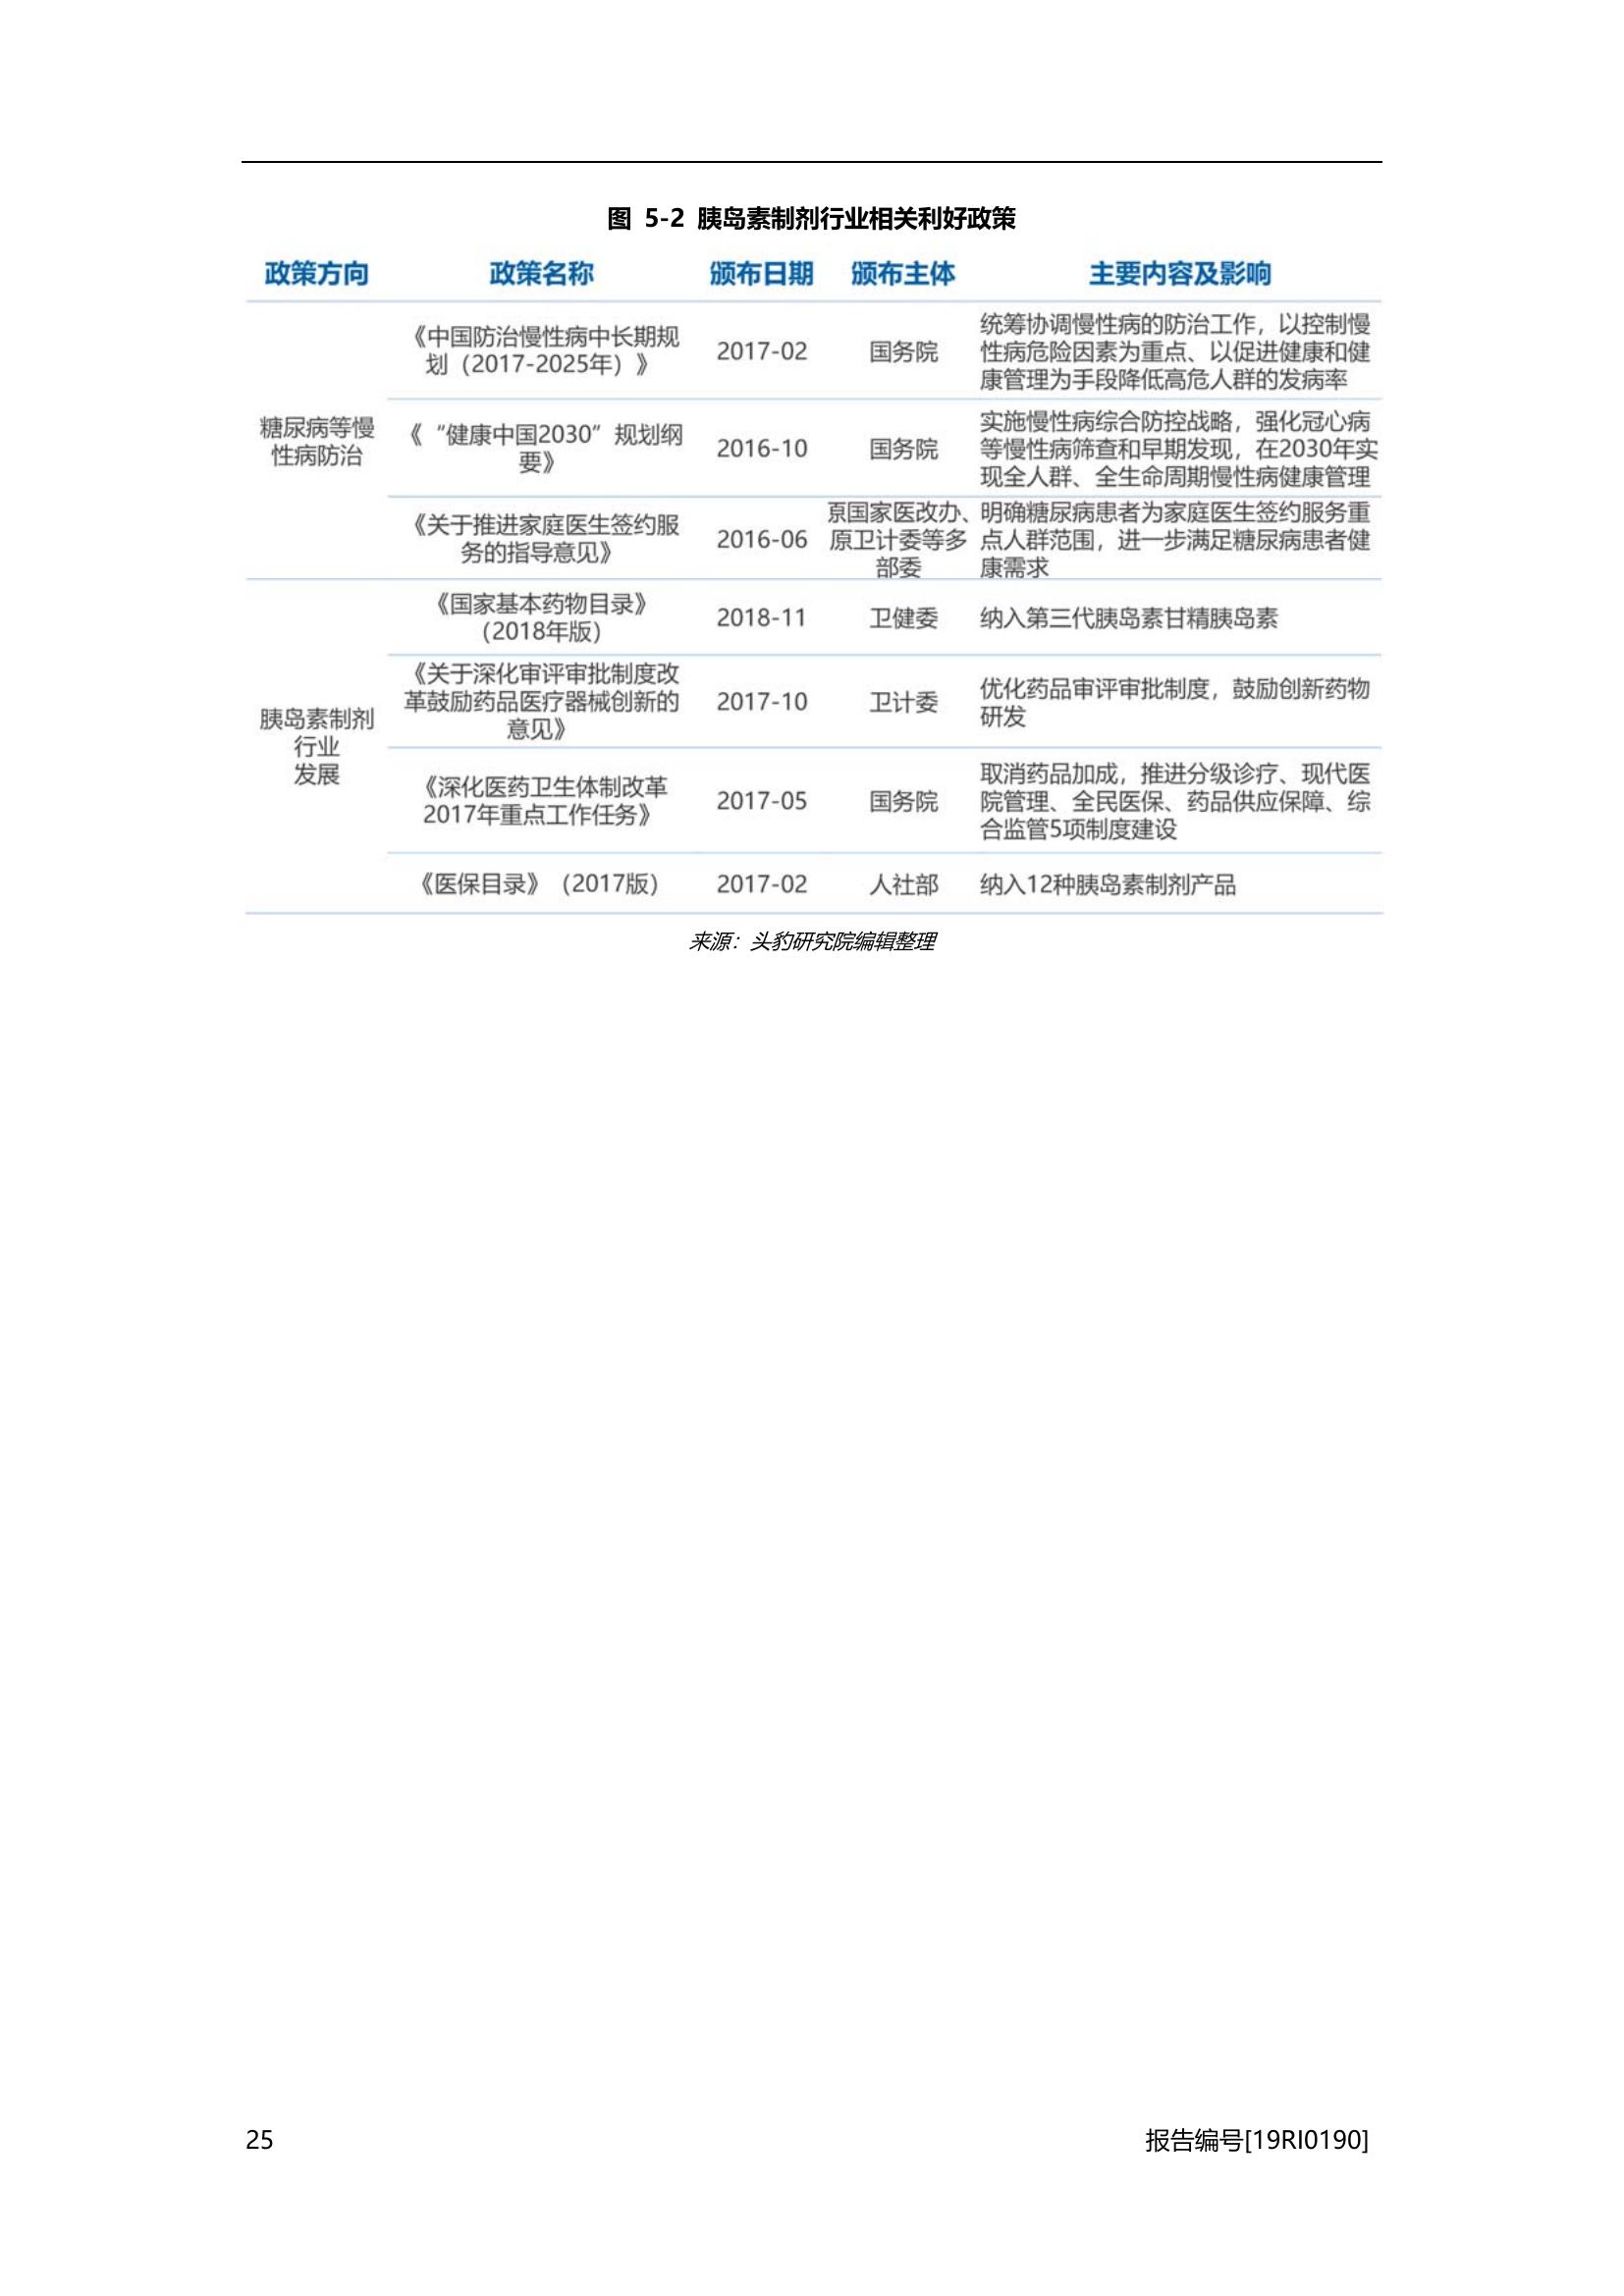 图 5-2 胰岛素制剂行业相关利好政策
政策方向 政策名称 颁布日期 颁布主体 主要内容及影响
糖尿病等慢
性病防治
《中国防治慢性病中长期规
划（2017-2025年）》
2017-02
国务院
统筹协调慢性病的防治工作，以控制慢
性病危险因素为重点、以促进健康和健
康管理为手段降低高危人群的发病率
《“健康中国2030”规划纲
要》
2016-10
国务院
实施慢性病综合防控战略，强化冠心病
等慢性病筛查和早期发现，在2030年实
现全人群、全生命周期慢性病健康管理
《关于推进家庭医生签约服
务的指导意见》
2016-06
原国家医改办、
原卫计委等多
部委
明确糖尿病患者为家庭医生签约服务重
点人群范围，进一步满足糖尿病患者健
康需求
胰岛素制剂
行业
发展
《国家基本药物目录》
（2018年版）
2018-11
卫健委
纳入第三代胰岛素甘精胰岛素
《关于深化审评审批制度改
革鼓励药品医疗器械创新的
意见》
2017-10
卫计委
优化药品审评审批制度，鼓励创新药物
研发
《深化医药卫生体制改革
2017年重点工作任务》
2017-05
国务院
取消药品加成，推进分级诊疗、现代医
院管理、全民医保、药品供应保障、综
合监管5项制度建设
《医保目录》（2017版）
2017-02
人社部
纳入12种胰岛素制剂产品
来源：头豹研究院编辑整理
25
报告编号[19RI0190]